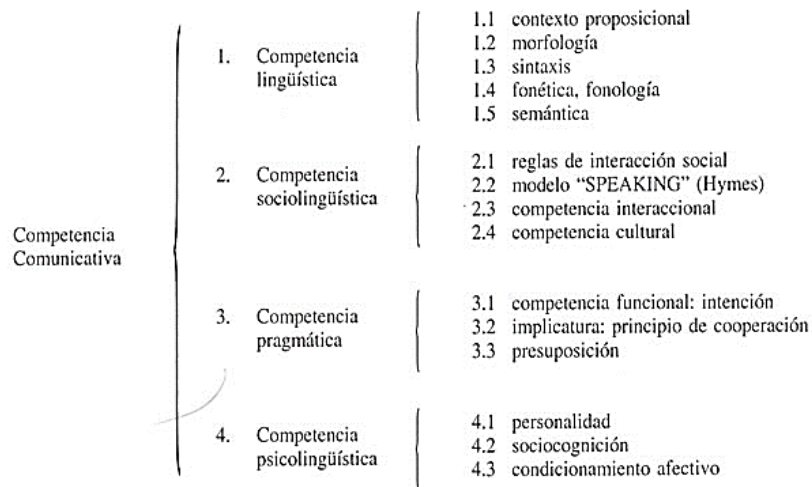 Competencia
Comunicativa
1. Competencia
lingüística
1.1 contexto proposicional
1.2 morfología
1.3 sintaxis
1.4 fonética, fonología
1.5 semántica
2. Competencia
sociolingüística
2.1 reglas de interacción social
2.2 modelo “SPEAKING” (Hymes)
2.3 competencia interaccional
2.4 competencia cultural
3. Competencia
pragmática
3.1 competencia funcional: intención
3.2 implicatura: principio de cooperación
3.3 presuposición
4. Competencia
psicolingüística
4.1 personalidad
4.2 sociocognición
4.3 condicionamiento afectivo